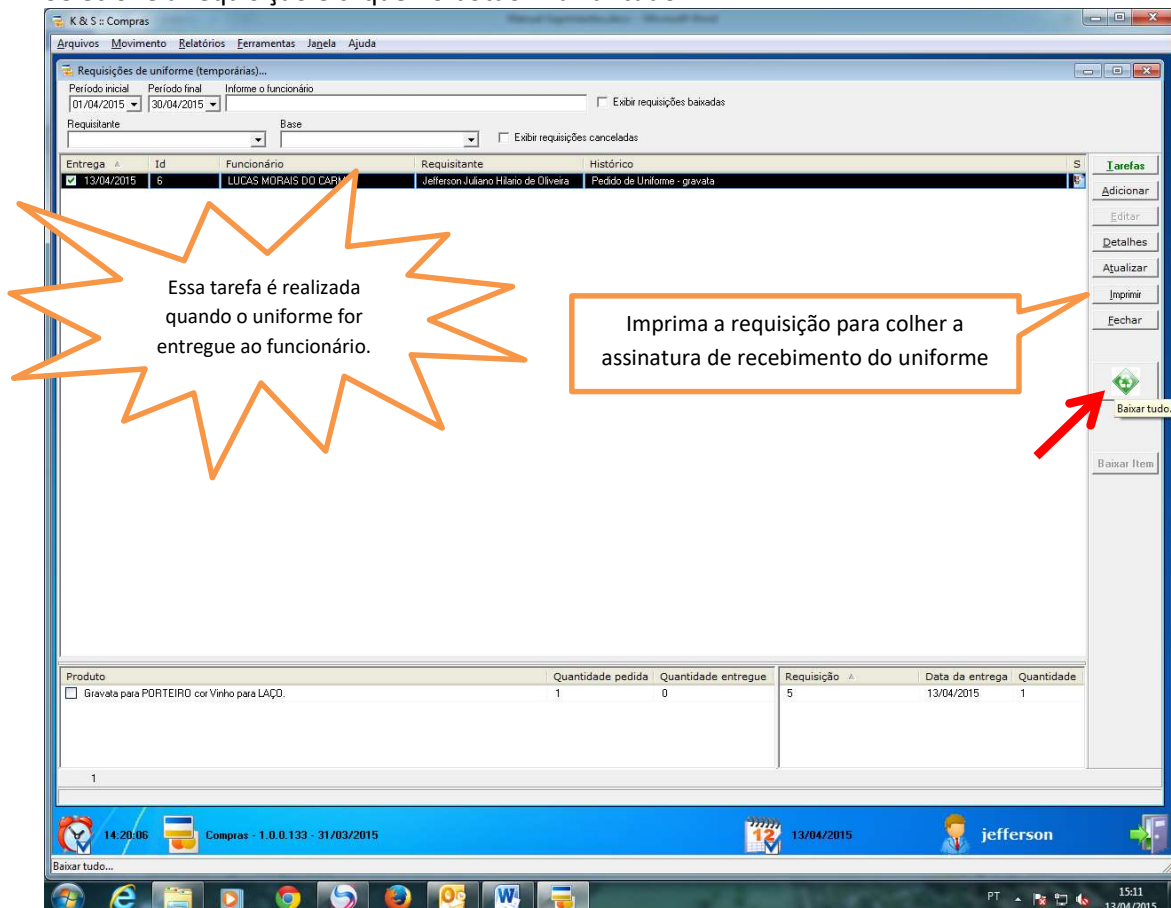 K & S :: Compras
Arquivos Movimento Relatórios Ferramentas Janela Ajuda
Requisições de uniforme (temporárias)...
Período inicial Período final Informe o funcionário
01/04/2015 30/04/2015 Exibir requisições baixadas
Requisitante Base
Exibir requisições canceladas
Entrega Id Funcionário Requisitante Histórico S
13/04/2015 6 LUCAS MORAIS DO Jefferson Juliano Hilario de Oliveira Pedido de Uniforme - gravata
Tarefas
Adicionar
Editar
Detalhes
Atualizar
Imprimir
Fechar
Essa tarefa é realizada
quando o uniforme for
entregue ao funcionário.
Imprima a requisição para colher a
assinatura de recebimento do uniforme
Baixar tudo.
Baixar Item
Produto Quantidade pedida Quantidade entregue Requisição Data da entrega Quantidade
Gravata para PORTEIRO cor Vinho para LAÇO. 1 0 5 13/04/2015 1
1
14:20:06 Compras - 1.0.0.133 - 31/03/2015 12 13/04/2015 jefferson
Baixar tudo...
PT 15:11
13/04/2015